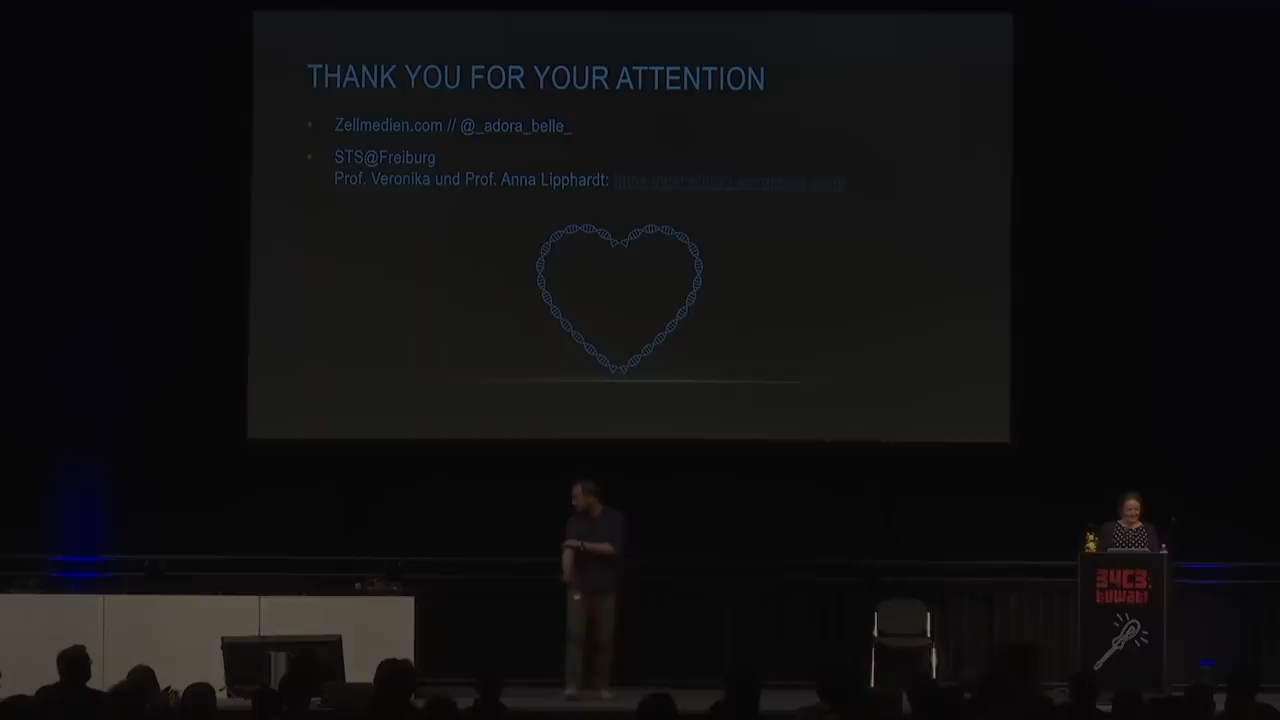 THANK YOU FOR YOUR ATTENTION
Zellmedien.com // @_adora_belle_
STS@Freiburg
Prof. Veronika und Prof. Anna Lipphardt:
34C3.
tuwat!